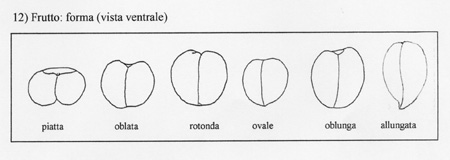 12) Frutto: forma (vista ventrale)
piatta oblata rotonda ovale oblunga allungata